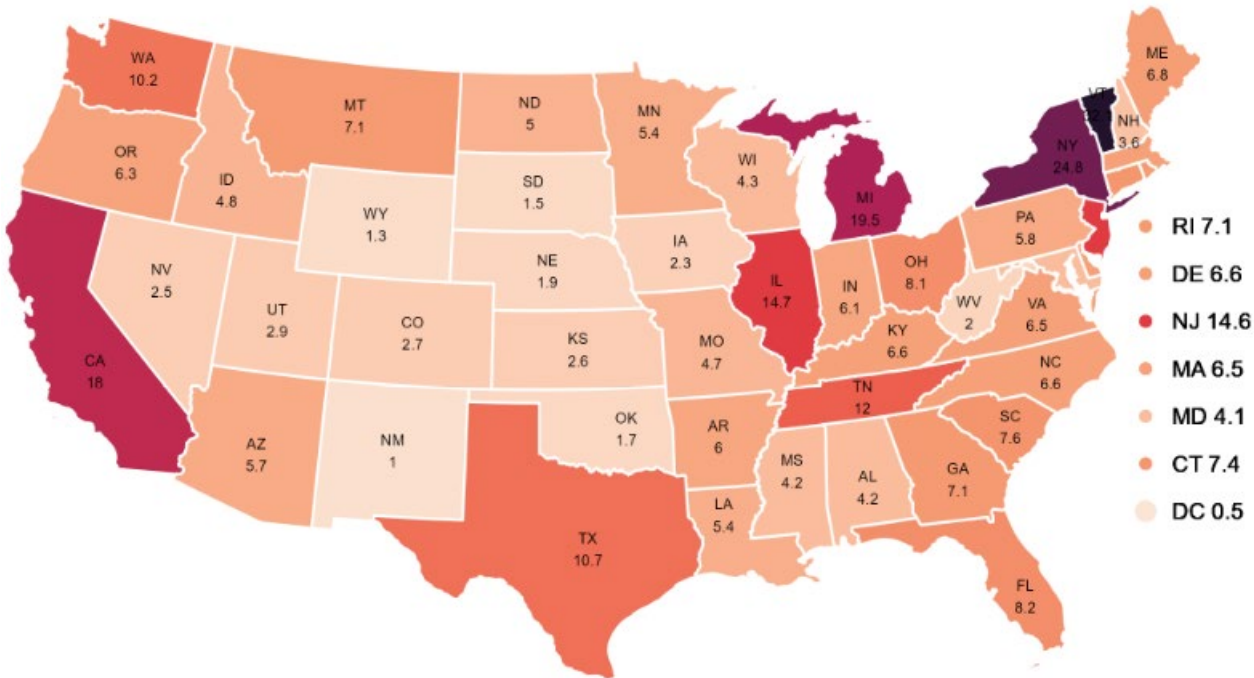 WA
10.2
OR
6.3
CA
18
ID
4.8
NV
2.5
AZ
5.7
MT
7.1
WY
1.3
UT
2.9
CO
2.7
NM
1
ND
5
SD
1.5
NE
1.9
KS
2.6
OK
1.7
TX
10.7
MN
5.4
IA
2.3
MO
4.7
AR
6
LA
5.4
WI
4.3
IL
14.7
MI
19.5
IN
6.1
OH
8.1
KY
6.6
TN
12
MS
4.2
AL
4.2
GA
7.1
FL
8.2
SC
7.6
NC
6.6
VA
6.5
WV
2
PA
5.8
NY
24.8
VT
NH
3.6
ME
6.8
RI 7.1
DE 6.6
NJ 14.6
MA 6.5
MD 4.1
CT 7.4
DC 0.5